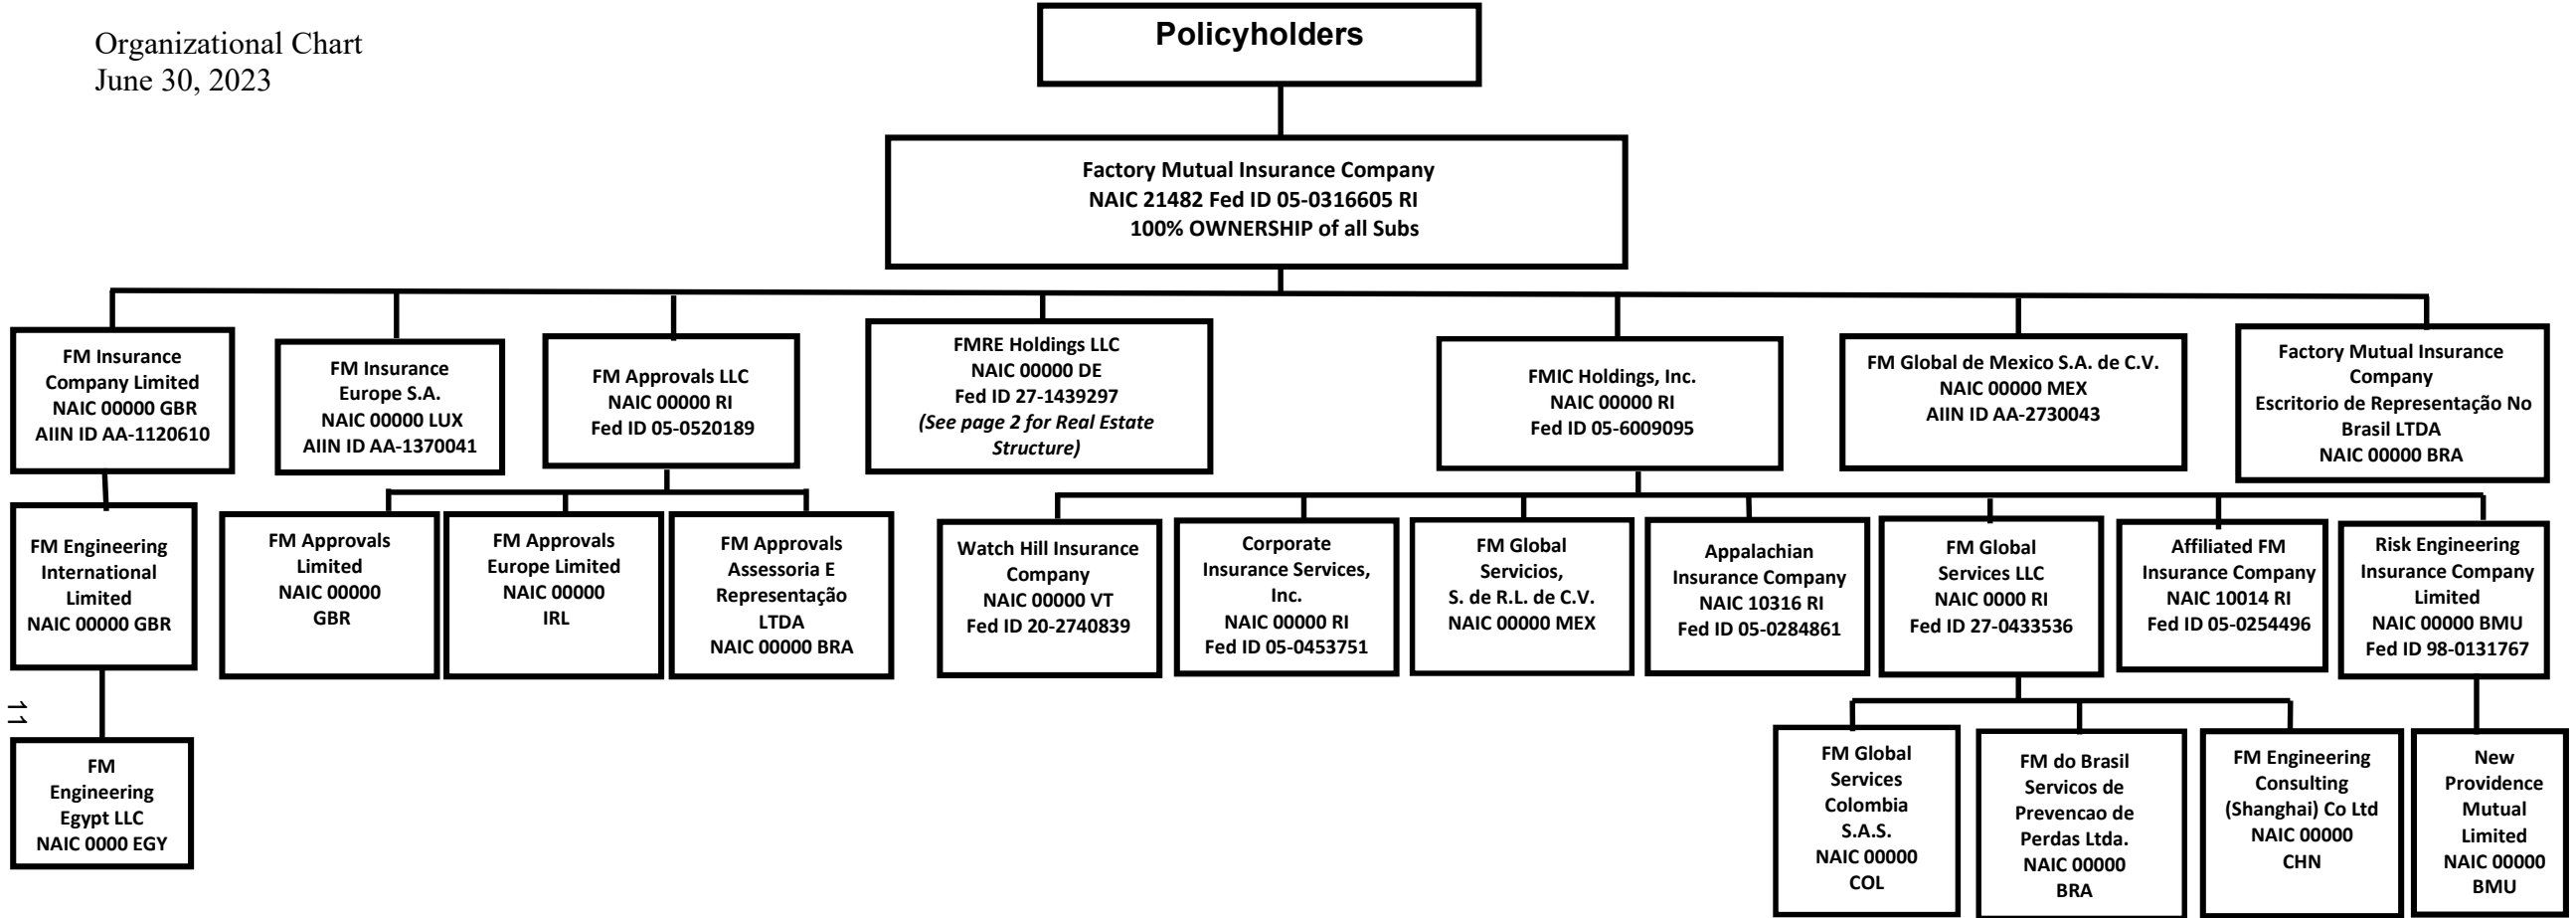 Organizational Chart
June 30, 2023
Policyholders
Factory Mutual Insurance Company
NAIC 21482 Fed ID 05-0316605 RI
100% OWNERSHIP of all Subs
FM Insurance
Company Limited
NAIC 00000 GBR
AIIN ID AA-1120610
FM Insurance
Europe S.A.
NAIC 00000 LUX
AIIN ID AA-1370041
FM Approvals LLC
NAIC 00000 RI
Fed ID 05-0520189
FMRE Holdings LLC
NAIC 00000 DE
Fed ID 27-1439297
(See page 2 for Real Estate
Structure)
FMIC Holdings, Inc.
NAIC 00000 RI
Fed ID 05-6009095
FM Global de Mexico S.A. de C.V.
NAIC 00000 MEX
AIIN ID AA-2730043
Factory Mutual Insurance
Company
Escritorio de Representação No
Brasil LTDA
NAIC 00000 BRA
FM Engineering
International
Limited
NAIC 00000 GBR
FM Approvals
Limited
NAIC 00000
GBR
FM Approvals
Europe Limited
NAIC 00000
IRL
FM Approvals
Assessoria E
Representação
LTDA
NAIC 00000 BRA
Watch Hill Insurance
Company
NAIC 00000 VT
Fed ID 20-2740839
Corporate
Insurance Services,
Inc.
NAIC 00000 RI
Fed ID 05-0453751
FM Global
Servicios,
S. de R.L. de C.V.
NAIC 00000 MEX
Appalachian
Insurance Company
NAIC 10316 RI
Fed ID 05-0284861
FM Global
Services LLC
NAIC 0000 RI
Fed ID 27-0433536
Affiliated FM
Insurance Company
NAIC 10014 RI
Fed ID 05-0254496
Risk Engineering
Insurance Company
Limited
NAIC 00000 BMU
Fed ID 98-0131767
11
FM
Engineering
Egypt LLC
NAIC 0000 EGY
FM Global
Services
Colombia
S.A.S.
NAIC 00000
COL
FM do Brasil
Servicos de
Prevencao de
Perdas Ltda.
NAIC 00000
BRA
FM Engineering
Consulting
(Shanghai) Co Ltd
NAIC 00000
CHN
New
Providence
Mutual
Limited
NAIC 00000
BMU